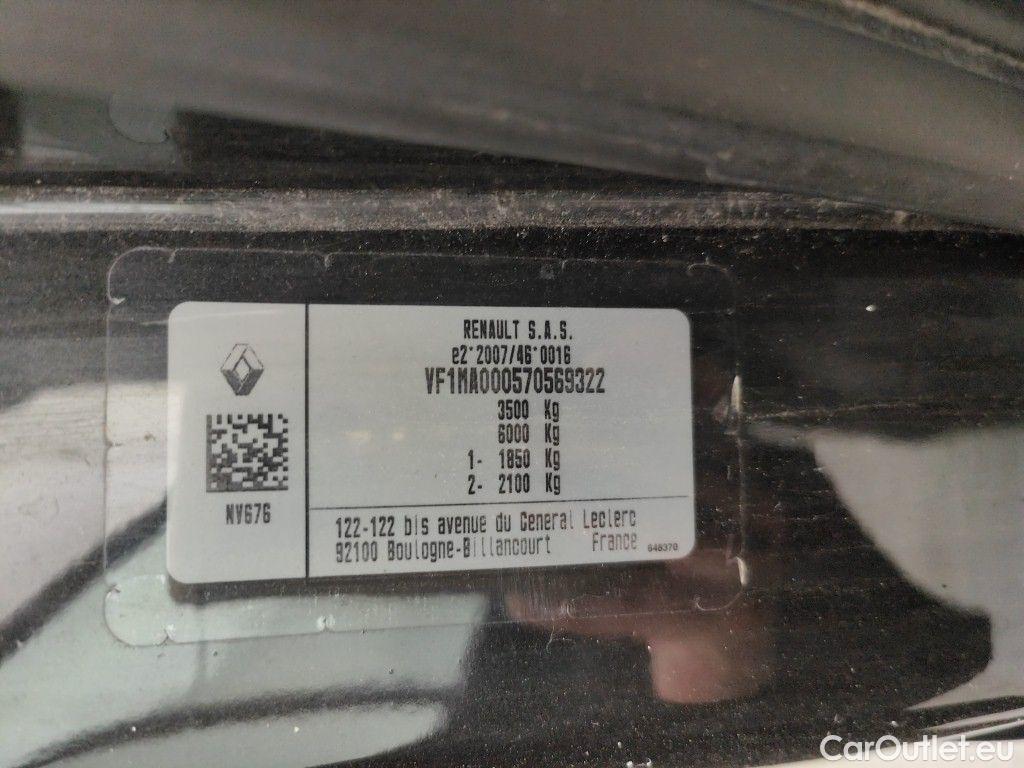 RENAULT S.A.S.
e2*2007/46*0016
VF1MA000570569322
3500 Kg
6000 Kg
1- 1850 Kg
2- 2100 Kg
NV676
122-122 bis avenue du General Leclerc
92100 Boulogne-Billancourt France
648370
CarOutlet.eu